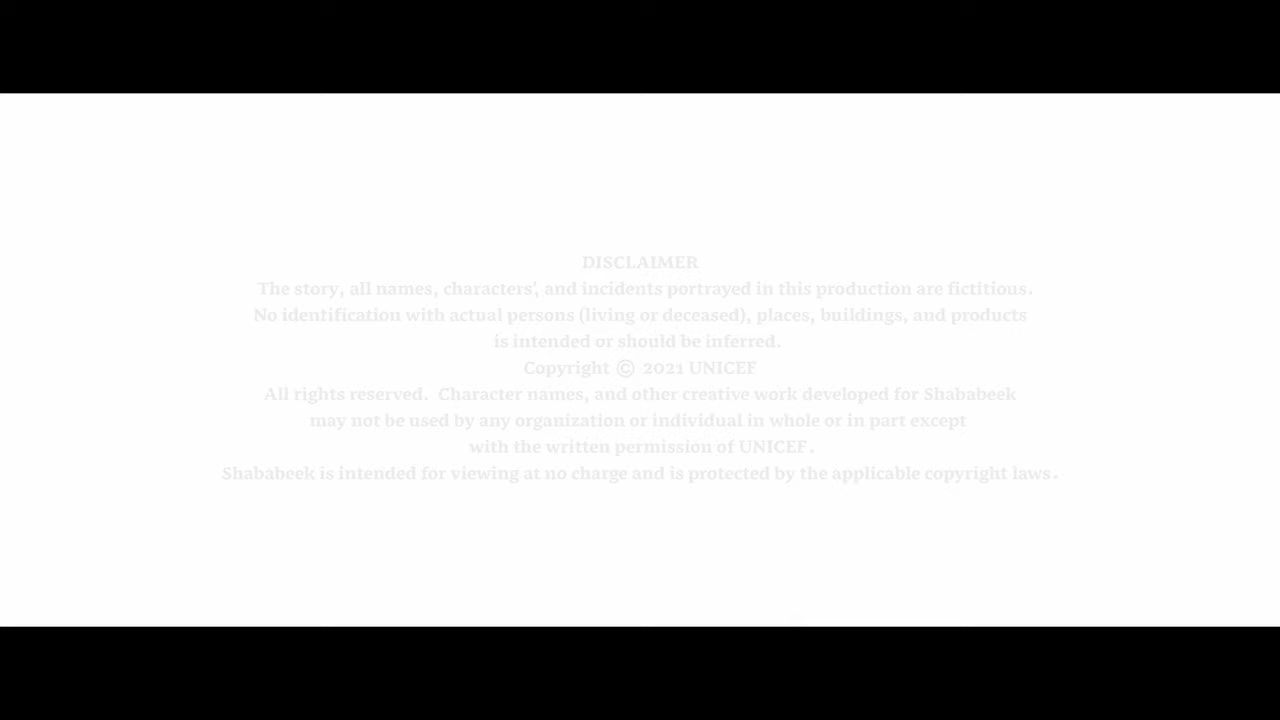 DISCLAIMER
The story, all names, characters', and incidents portrayed in this production are fictitious.
No identification with actual persons (living or deceased), places, buildings, and products
is intended or should be inferred.
Copyright © 2021 UNICEF
All rights reserved.  Character names, and other creative work developed for Shababeek
may not be used by any organization or individual in whole or in part except
with the written permission of UNICEF.
Shababeek is intended for viewing at no charge and is protected by the applicable copyright laws.